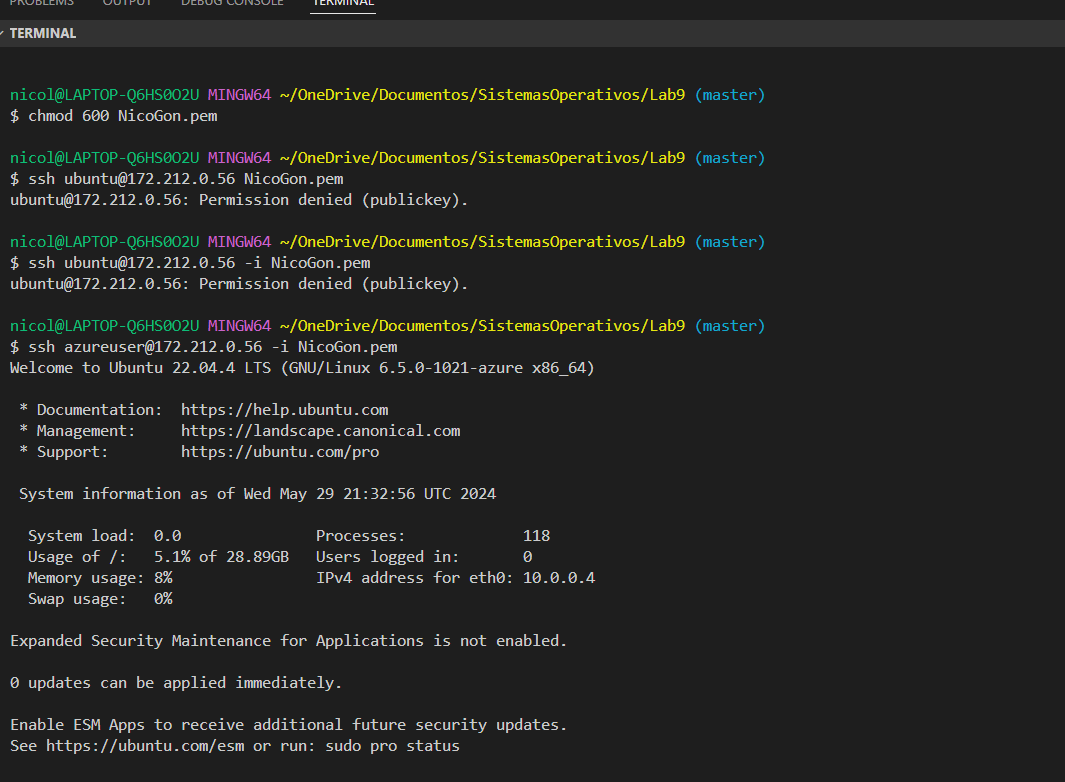 PROBLEMS OUTPUT DEBUG CONSOLE TERMINAL
TERMINAL
nicol@LAPTOP-Q6HS0O2U MINGW64 ~/OneDrive/Documentos/SistemasOperativos/Lab9 (master)
$ chmod 600 NicoGon.pem
nicol@LAPTOP-Q6HS0O2U MINGW64 ~/OneDrive/Documentos/SistemasOperativos/Lab9 (master)
$ ssh ubuntu@172.212.0.56 NicoGon.pem
ubuntu@172.212.0.56: Permission denied (publickey).
nicol@LAPTOP-Q6HS0O2U MINGW64 ~/OneDrive/Documentos/SistemasOperativos/Lab9 (master)
$ ssh ubuntu@172.212.0.56 -i NicoGon.pem
ubuntu@172.212.0.56: Permission denied (publickey).
nicol@LAPTOP-Q6HS0O2U MINGW64 ~/OneDrive/Documentos/SistemasOperativos/Lab9 (master)
$ ssh azureuser@172.212.0.56 -i NicoGon.pem
Welcome to Ubuntu 22.04.4 LTS (GNU/Linux 6.5.0-1021-azure x86_64)
* Documentation: https://help.ubuntu.com
* Management: https://landscape.canonical.com
* Support: https://ubuntu.com/pro
System information as of Wed May 29 21:32:56 UTC 2024
System load: 0.0 Processes: 118
Usage of /: 5.1% of 28.89GB Users logged in: 0
Memory usage: 8% IPv4 address for eth0: 10.0.0.4
Swap usage: 0%
Expanded Security Maintenance for Applications is not enabled.
0 updates can be applied immediately.
Enable ESM Apps to receive additional future security updates.
See https://ubuntu.com/esm or run: sudo pro status